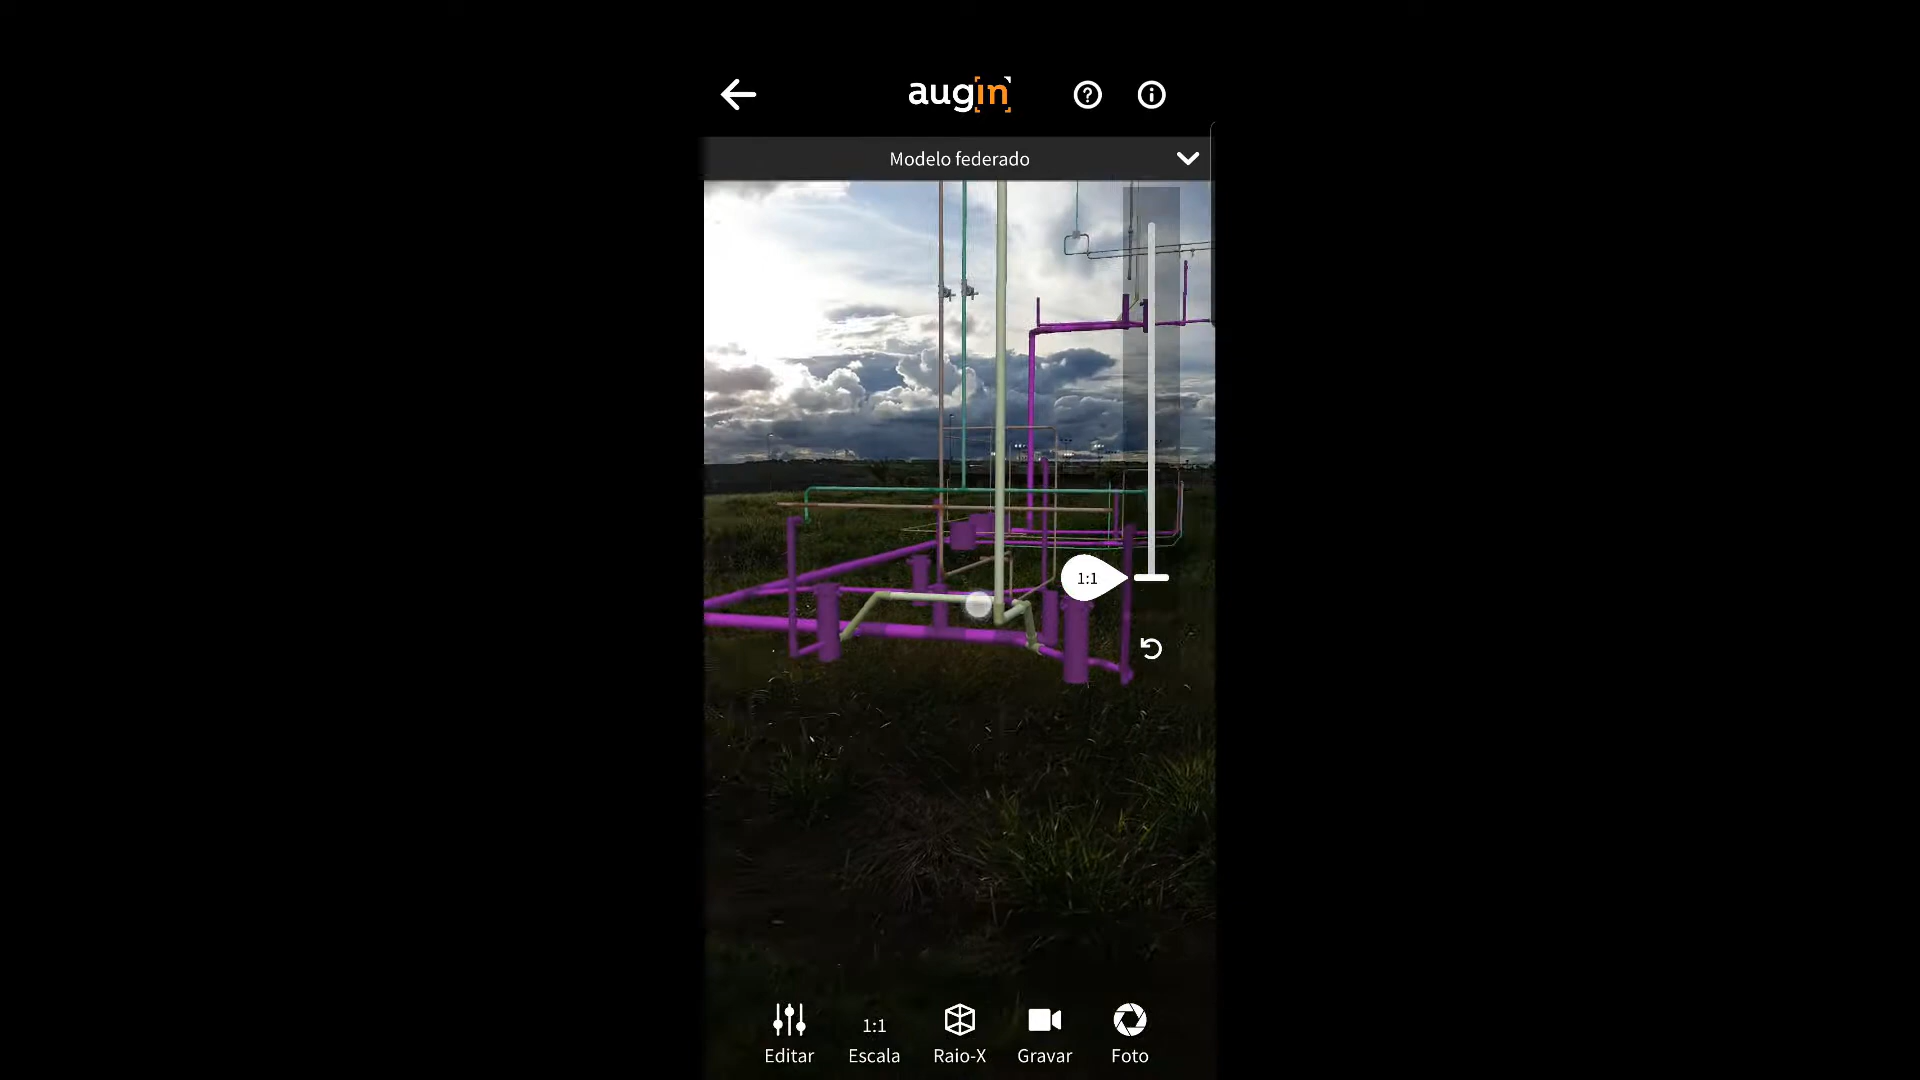 augin
Modelo federado
1:1
1:1
Editar
Escala
Raio-X
Gravar
Foto